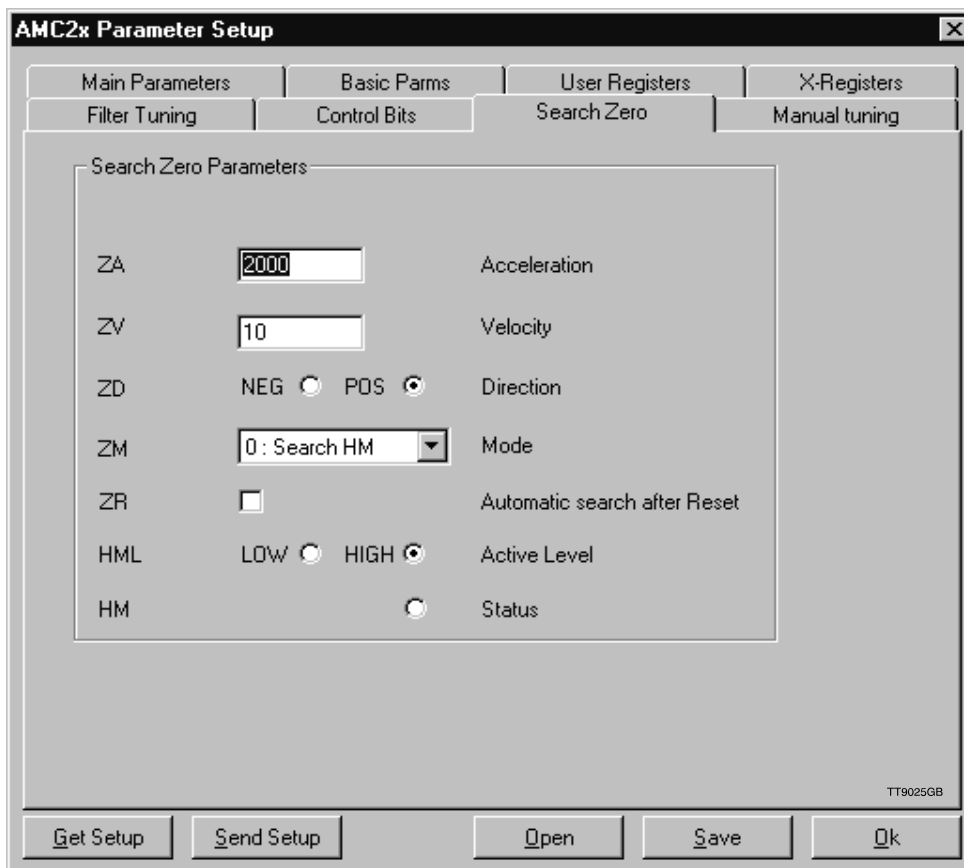 AMC2x Parameter Setup
Main Parameters Basic Parms User Registers X-Registers
Filter Tuning Control Bits Search Zero Manual tuning
Search Zero Parameters
ZA 2000 Acceleration
ZV 10 Velocity
ZD NEG POS Direction
ZM 0 : Search HM Mode
ZR Automatic search after Reset
HML LOW HIGH Active Level
HM Status
TT9025GB
Get Setup Send Setup Open Save Ok